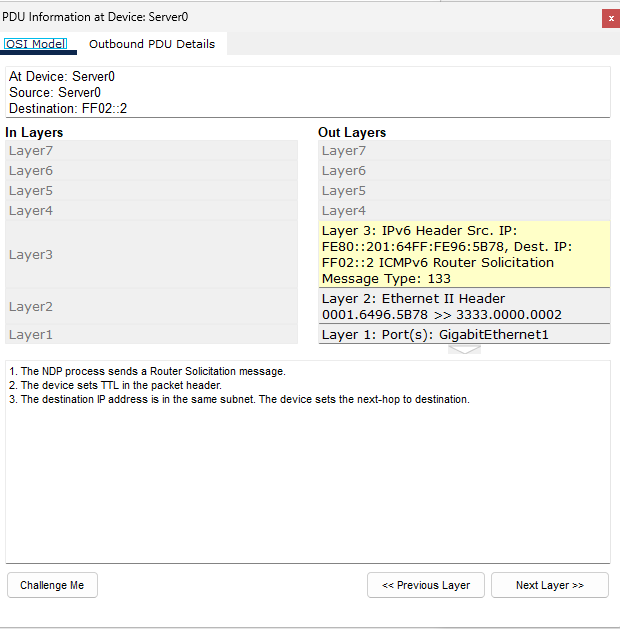 PDU Information at Device: Server0
x
OSI Model Outbound PDU Details
At Device: Server0
Source: Server0
Destination: FF02::2
In Layers
Layer7
Layer6
Layer5
Layer4
Layer3
Layer2
Layer1
Out Layers
Layer7
Layer6
Layer5
Layer4
Layer 3: IPv6 Header Src. IP:
FE80::201:64FF:FE96:5B78, Dest. IP:
FF02::2 ICMPv6 Router Solicitation
Message Type: 133
Layer 2: Ethernet II Header
0001.6496.5B78 >> 3333.0000.0002
Layer 1: Port(s): GigabitEthernet1
1. The NDP process sends a Router Solicitation message.
2. The device sets TTL in the packet header.
3. The destination IP address is in the same subnet. The device sets the next-hop to destination.
Challenge Me
<< Previous Layer
Next Layer >>